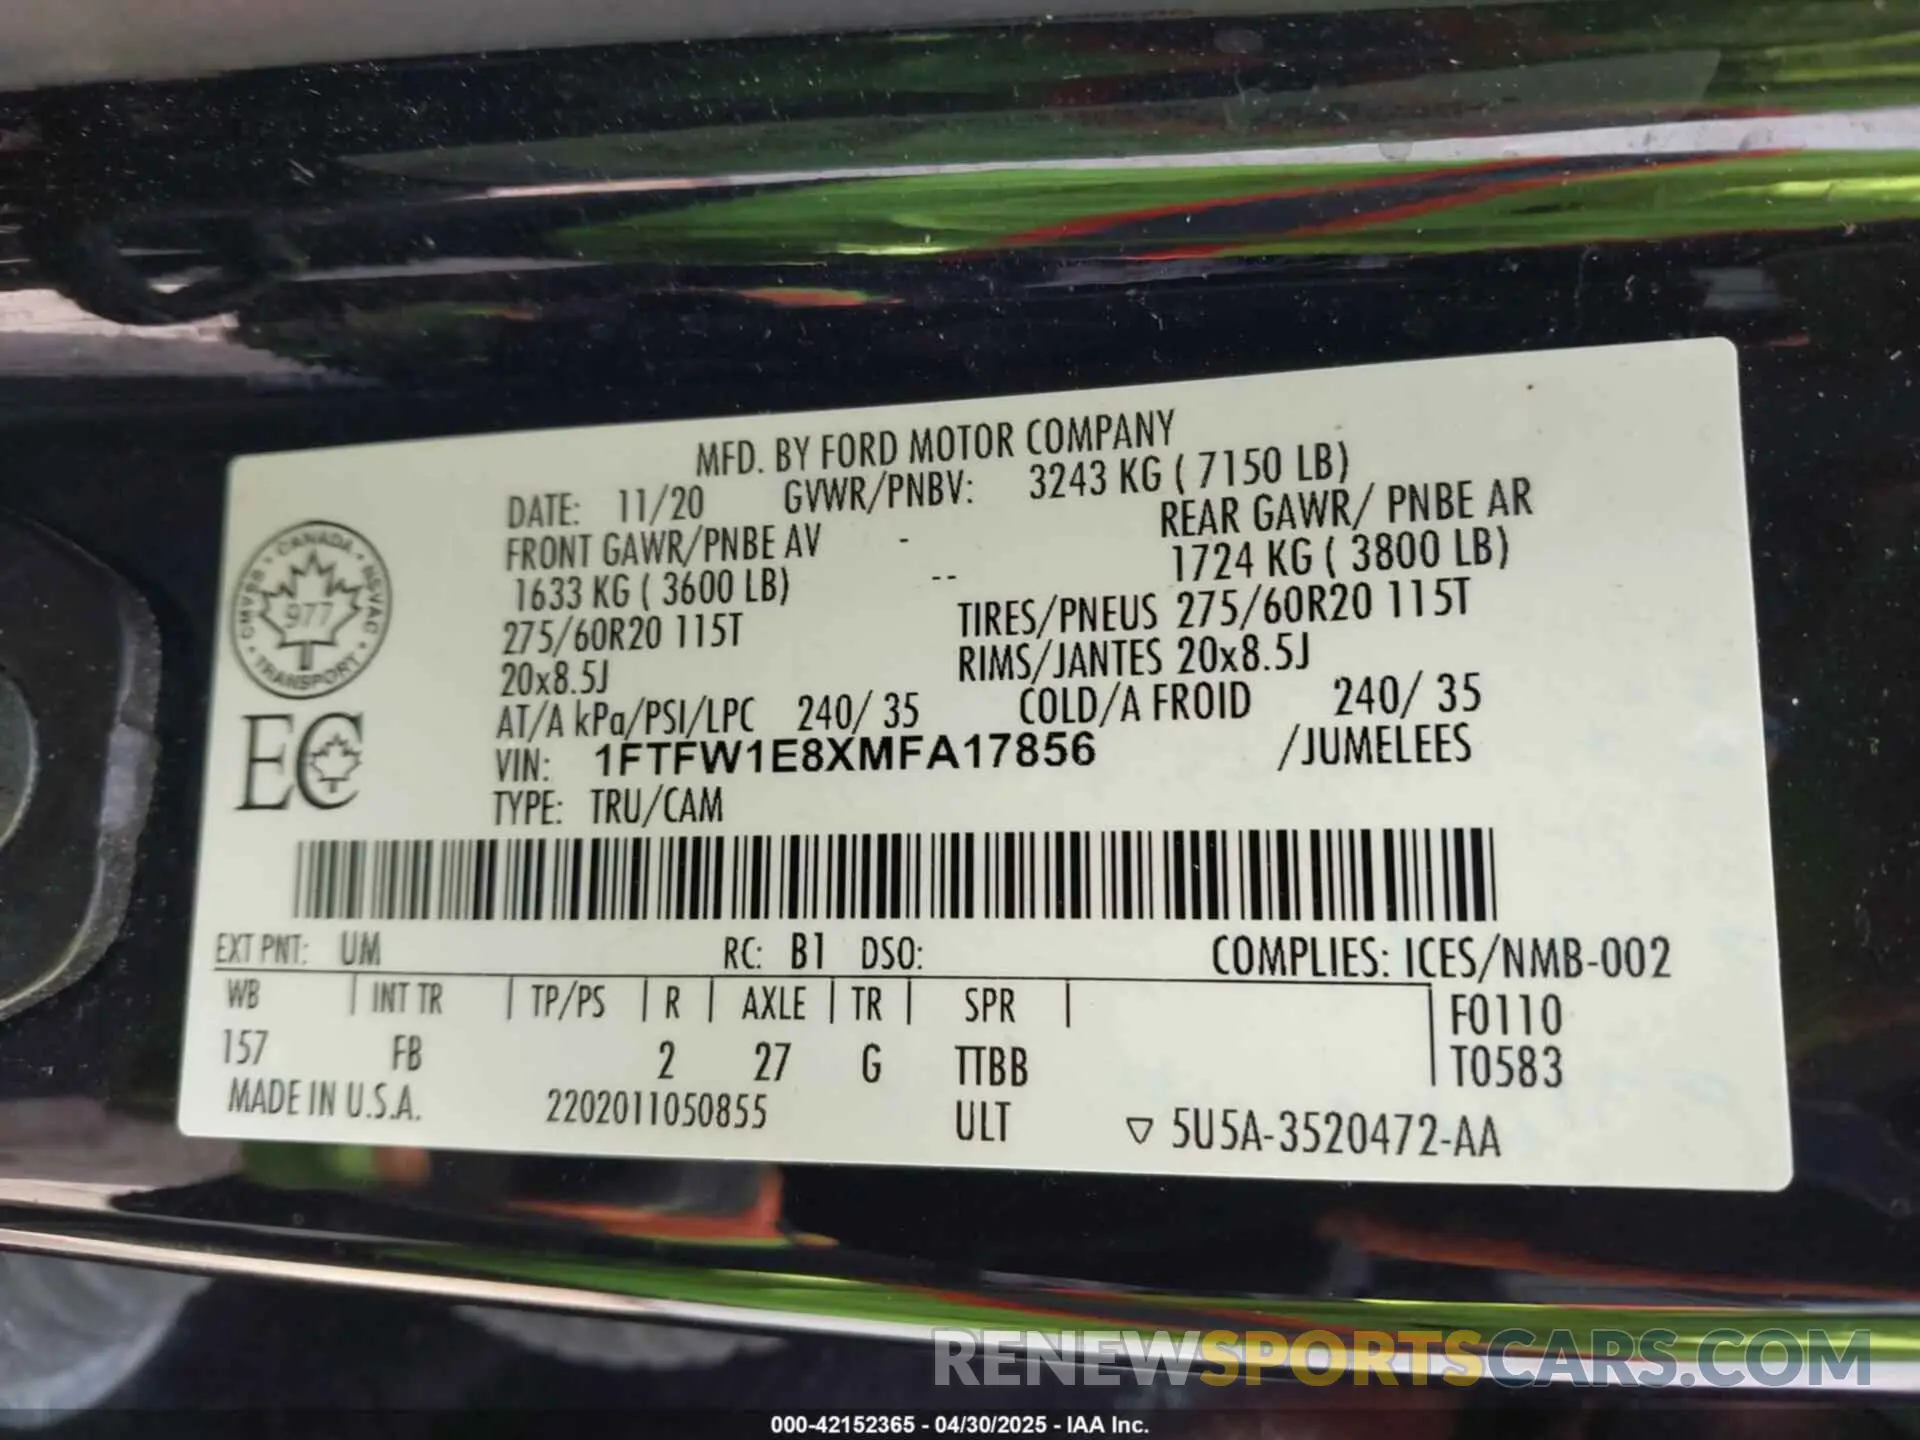 MFD. BY FORD MOTOR COMPANY
DATE: 11/20 GVWR/PNBV: 3243 KG ( 7150 LB)
FRONT GAWR/PNBE AV - REAR GAWR/ PNBE AR
1633 KG ( 3600 LB) -- 1724 KG ( 3800 LB)
275/60R20 115T TIRES/PNEUS 275/60R20 115T
20x8.5J RIMS/JANTES 20x8.5J
AT/A kPa/PSI/LPC 240/ 35 COLD/A FROID 240/ 35
VIN: 1FTFW1E8XMFA17856 /JUMELEES
TYPE: TRU/CAM
CANADA • NSVAC • TRANSPORT • CMVSS
977
EC
EXT PNT: UM RC: B1 DSO: COMPLIES: ICES/NMB-002
WB | INT TR | TP/PS | R | AXLE | TR | SPR | F0110
157 FB 2 27 G TTBB T0583
MADE IN U.S.A. 2202011050855 ULT ▽ 5U5A-3520472-AA
RENEWSPORTSCARS.COM
000-42152365 - 04/30/2025 - IAA Inc.